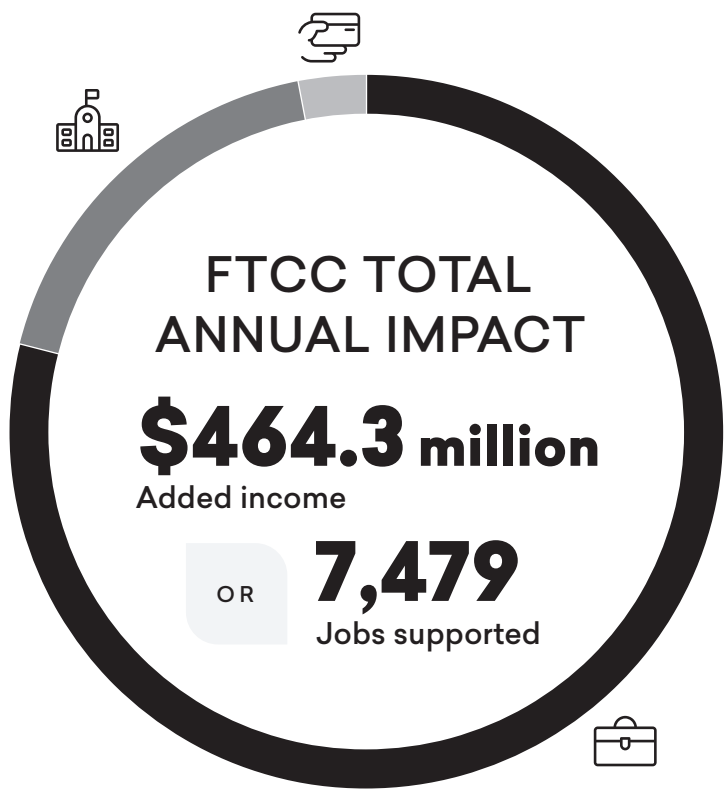 FTCC TOTAL
ANNUAL IMPACT
$464.3 million
Added income
OR
7,479
Jobs supported